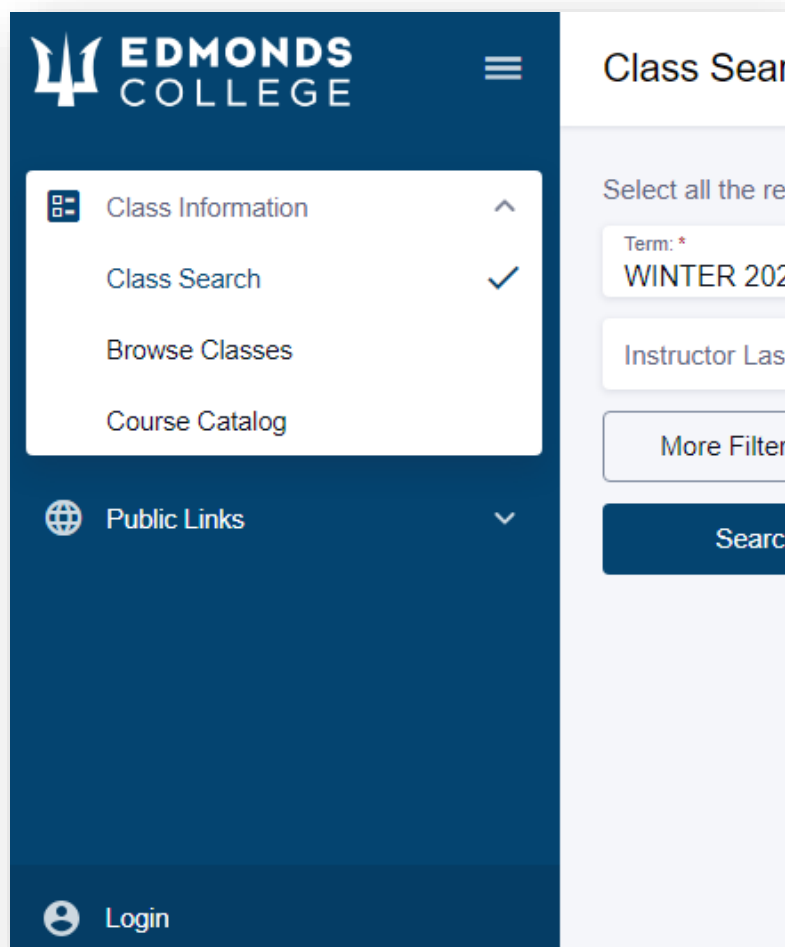 EDMONDS
COLLEGE
Class Information
Class Search
Browse Classes
Course Catalog
Public Links
Login
Class Sear
Select all the re
Term: *
WINTER 202
Instructor Las
More Filter
Searc